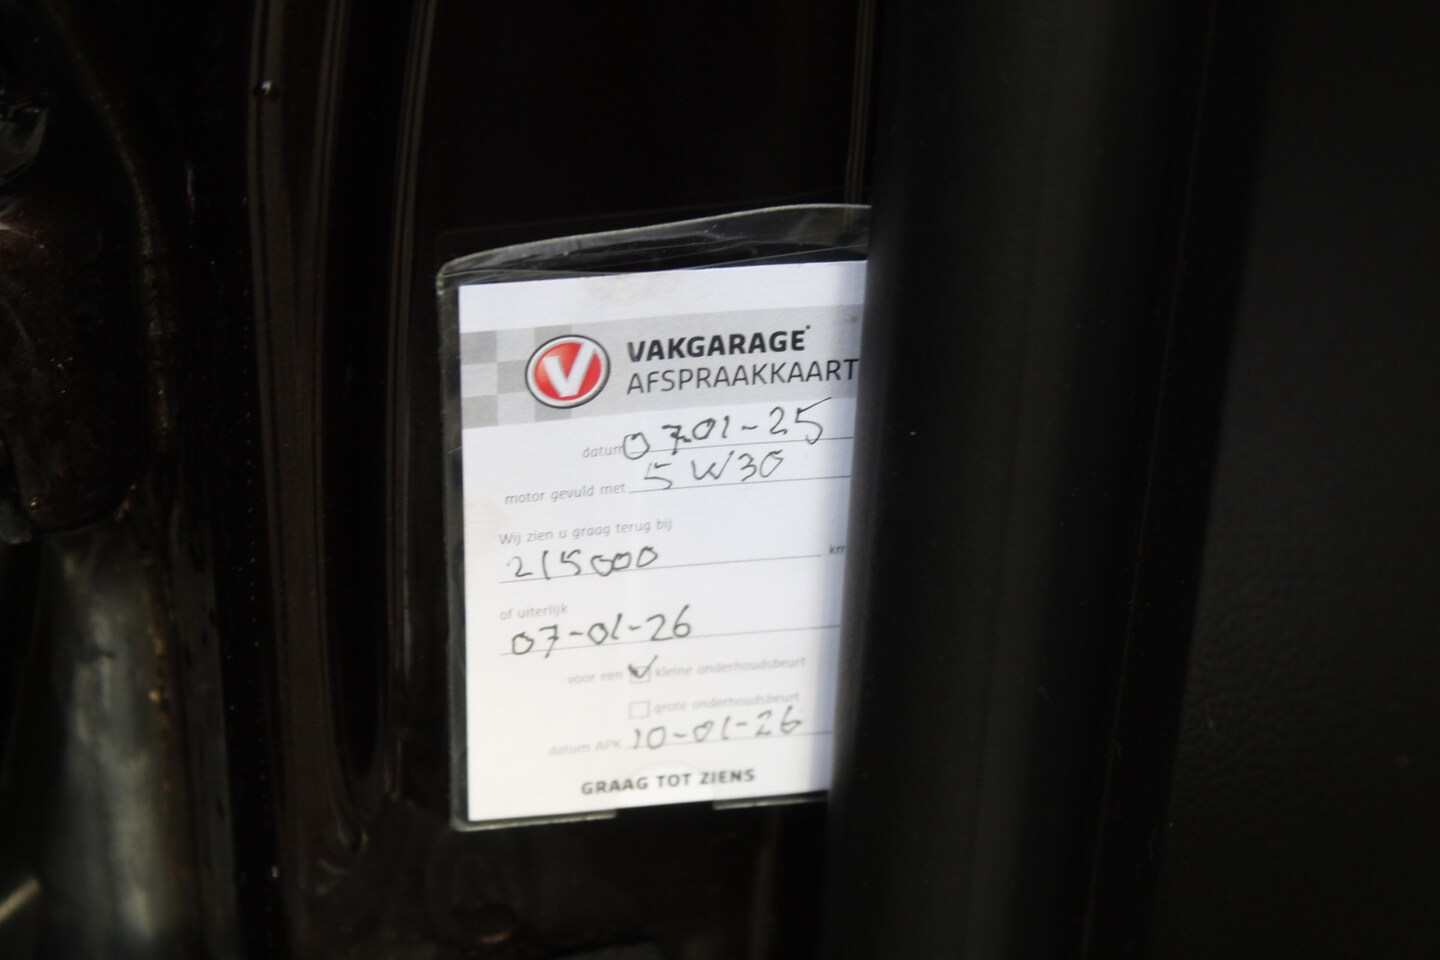 V VAKGARAGE
AFSPRAAKKAART
datum 07-01-25
motor gevuld met 5W30
Wij zien u graag terug bij
215000 km
of uiterlijk
07-01-26
voor een kleine onderhoudsbeurt
grote onderhoudsbeurt
datum APK 10-01-26
GRAAG TOT ZIENS